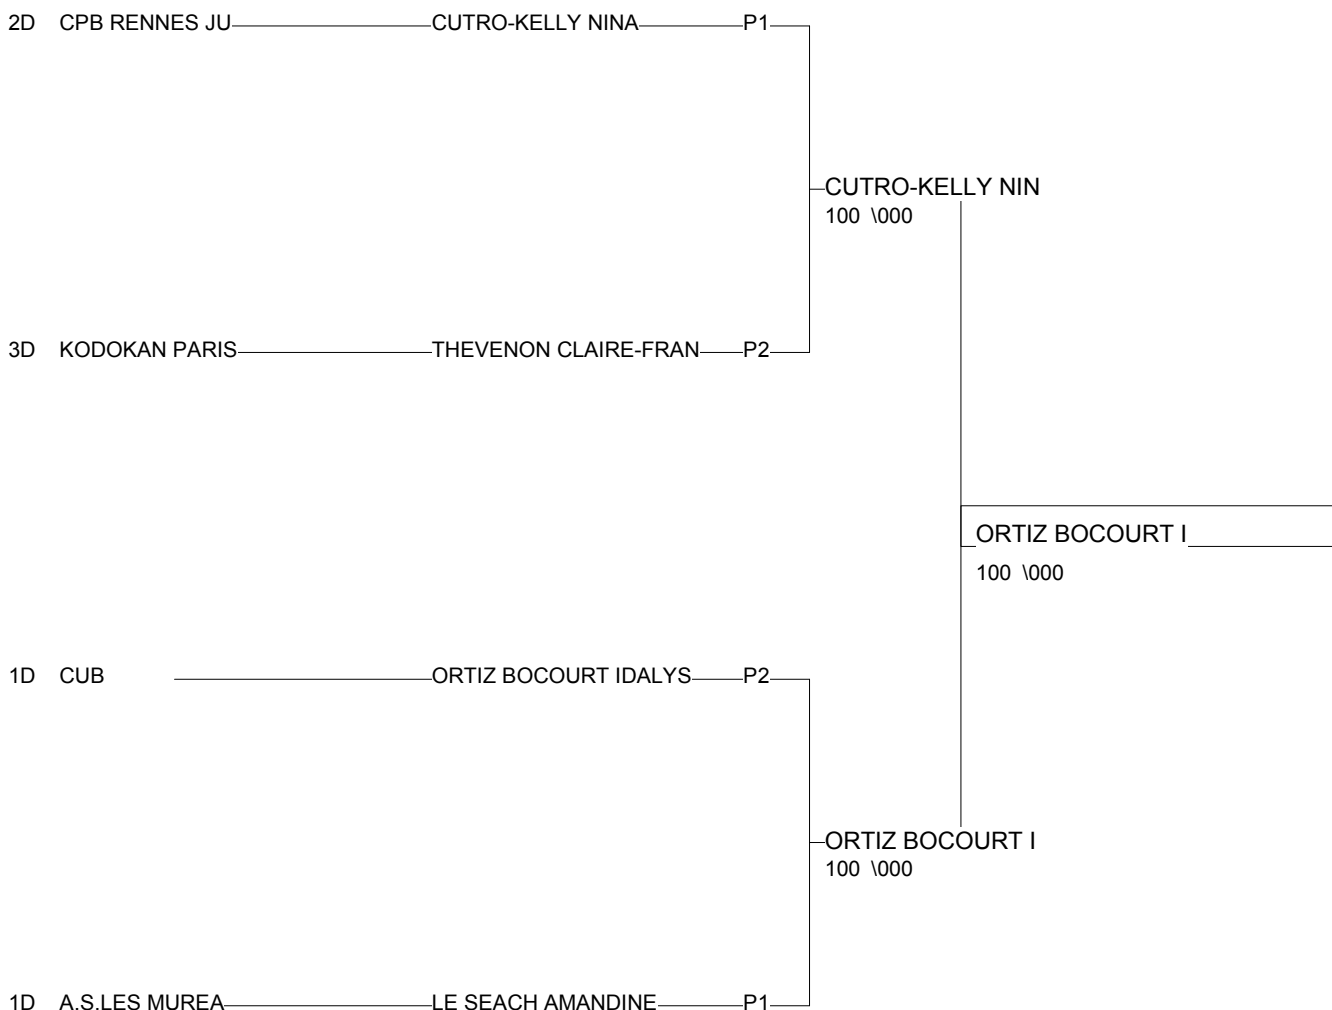 2D CPB RENNES JU CUTRO-KELLY NINA P1
CUTRO-KELLY NIN
100 \000
3D KODOKAN PARIS THEVENON CLAIRE-FRAN P2
ORTIZ BOCOURT I
100 \000
1D CUB ORTIZ BOCOURT IDALYS P2
ORTIZ BOCOURT I
100 \000
1D A.S.LES MUREA LE SEACH AMANDINE P1